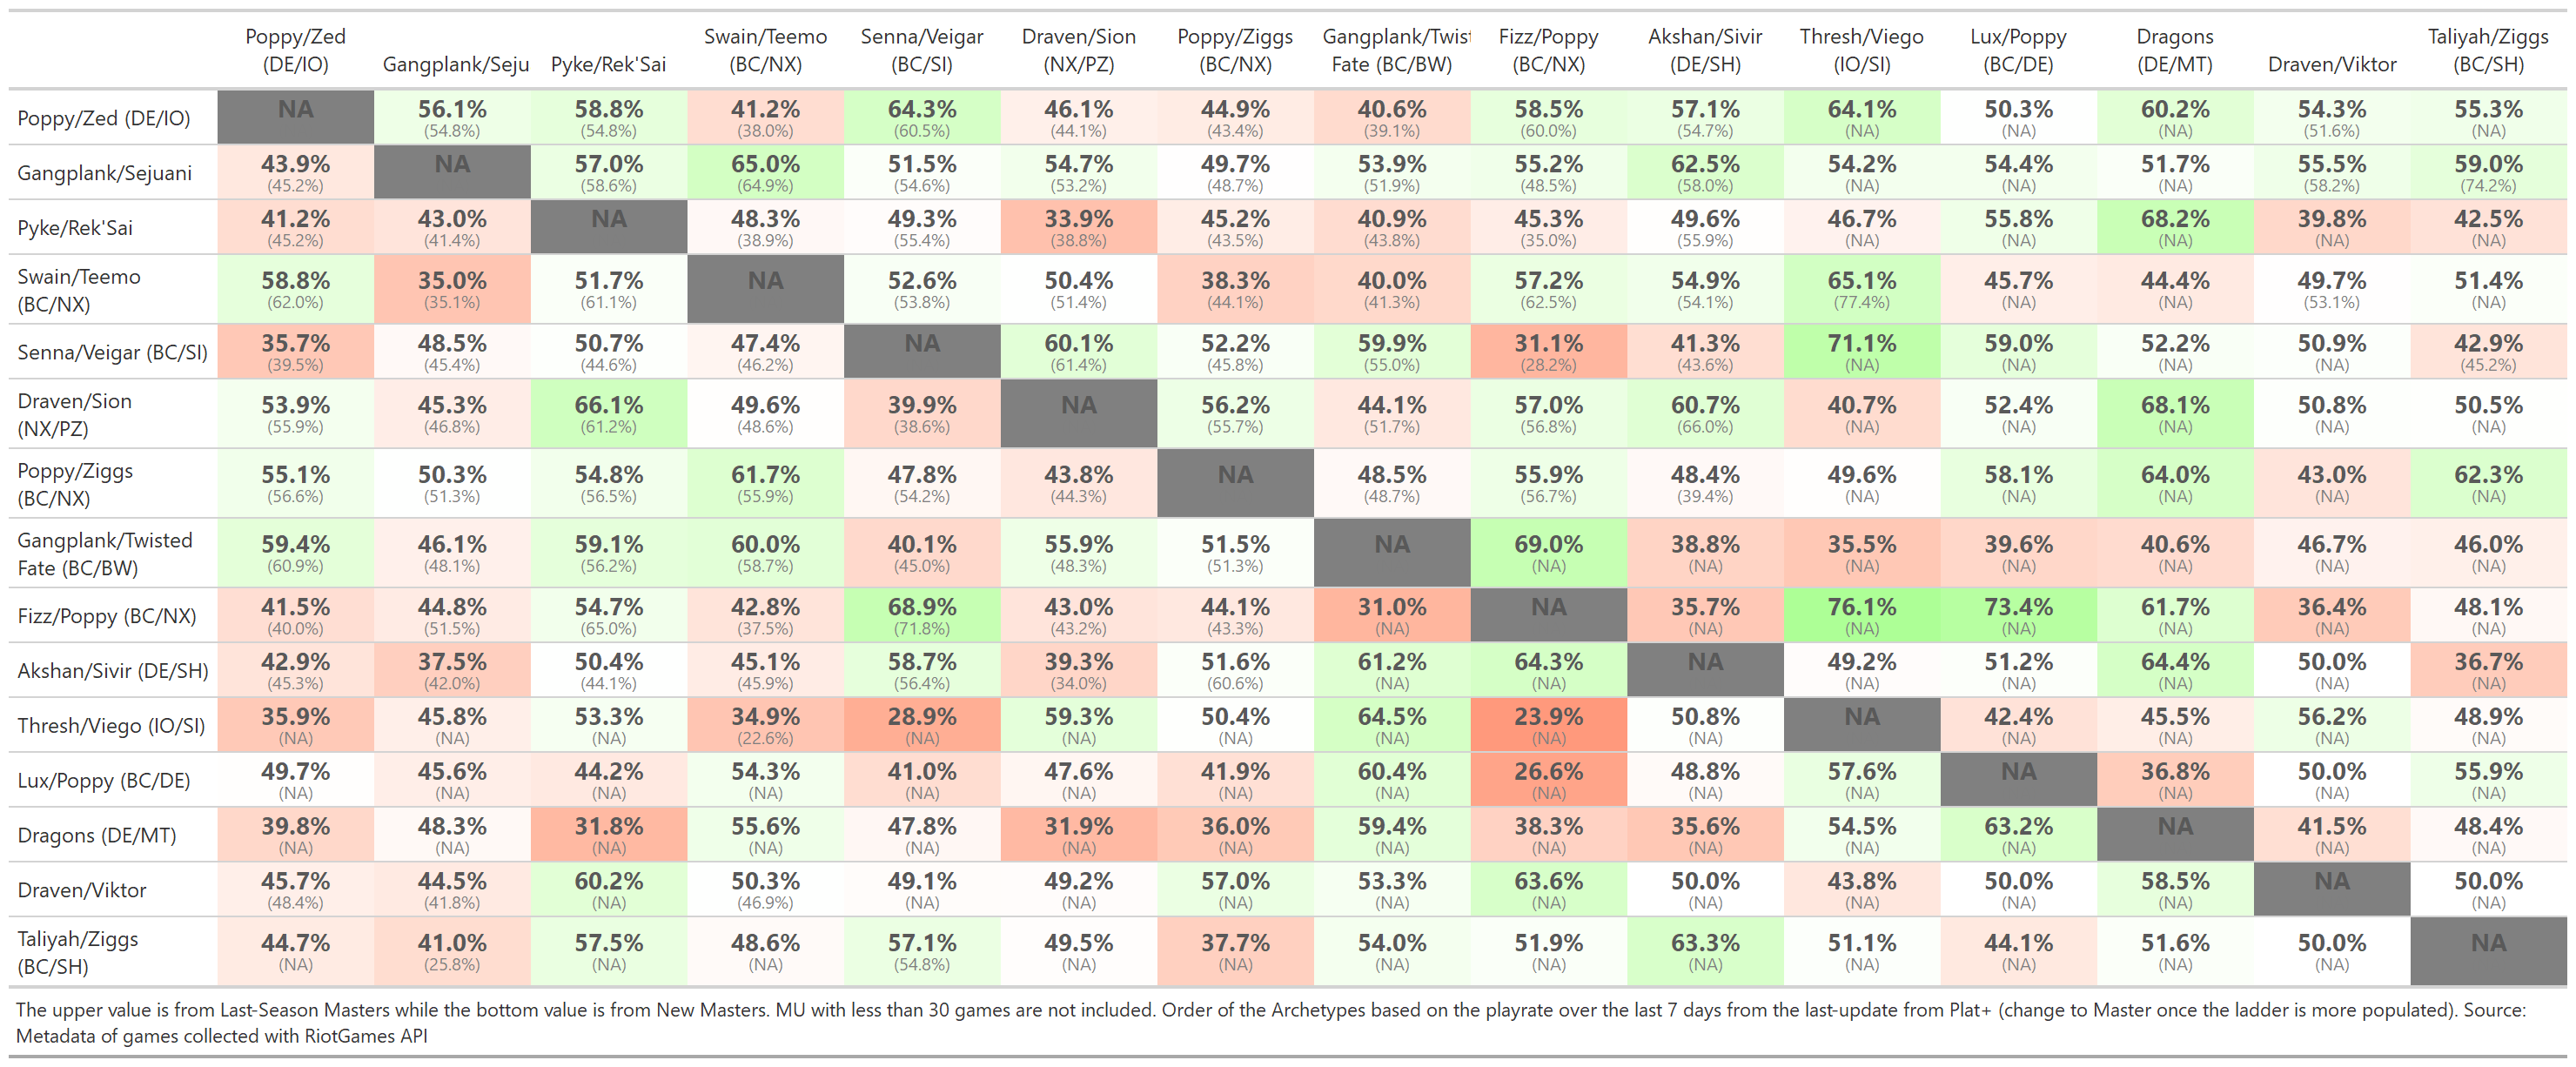 Poppy/Zed (DE/IO) Gangplank/Seju Pyke/Rek'Sai Swain/Teemo (BC/NX) Senna/Veigar (BC/SI) Draven/Sion (NX/PZ) Poppy/Ziggs (BC/NX) Gangplank/Twist Fate (BC/BW) Fizz/Poppy (BC/NX) Akshan/Sivir (DE/SH) Thresh/Viego (IO/SI) Lux/Poppy (BC/DE) Dragons (DE/MT) Draven/Viktor Taliyah/Ziggs (BC/SH)
Poppy/Zed (DE/IO) NA 56.1% 58.8% 41.2% 64.3% 46.1% 44.9% 40.6% 58.5% 57.1% 64.1% 50.3% 60.2% 54.3% 55.3%
(54.8%) (54.8%) (38.0%) (60.5%) (44.1%) (43.4%) (39.1%) (60.0%) (54.7%) (NA) (NA) (NA) (51.6%) (NA)
Gangplank/Sejuani 43.9% NA 57.0% 65.0% 51.5% 54.7% 49.7% 53.9% 55.2% 62.5% 54.2% 54.4% 51.7% 55.5% 59.0%
(45.2%) (58.6%) (64.9%) (54.6%) (53.2%) (48.7%) (51.9%) (48.5%) (58.0%) (NA) (NA) (NA) (58.2%) (74.2%)
Pyke/Rek'Sai 41.2% 43.0% NA 48.3% 49.3% 33.9% 45.2% 40.9% 45.3% 49.6% 46.7% 55.8% 68.2% 39.8% 42.5%
(45.2%) (41.4%) (38.9%) (55.4%) (38.8%) (43.5%) (43.8%) (35.0%) (55.9%) (NA) (NA) (NA) (NA) (NA)
Swain/Teemo (BC/NX) 58.8% 35.0% 51.7% NA 52.6% 50.4% 38.3% 40.0% 57.2% 54.9% 65.1% 45.7% 44.4% 49.7% 51.4%
(62.0%) (35.1%) (61.1%) (53.8%) (51.4%) (44.1%) (41.3%) (62.5%) (54.1%) (77.4%) (NA) (NA) (53.1%) (NA)
Senna/Veigar (BC/SI) 35.7% 48.5% 50.7% 47.4% NA 60.1% 52.2% 59.9% 31.1% 41.3% 71.1% 59.0% 52.2% 50.9% 42.9%
(39.5%) (45.4%) (44.6%) (46.2%) (61.4%) (45.8%) (55.0%) (28.2%) (43.6%) (NA) (NA) (NA) (NA) (45.2%)
Draven/Sion (NX/PZ) 53.9% 45.3% 66.1% 49.6% 39.9% NA 56.2% 44.1% 57.0% 60.7% 40.7% 52.4% 68.1% 50.8% 50.5%
(55.9%) (46.8%) (61.2%) (48.6%) (38.6%) (55.7%) (51.7%) (56.8%) (66.0%) (NA) (NA) (NA) (NA) (NA)
Poppy/Ziggs (BC/NX) 55.1% 50.3% 54.8% 61.7% 47.8% 43.8% NA 48.5% 55.9% 48.4% 49.6% 58.1% 64.0% 43.0% 62.3%
(56.6%) (51.3%) (56.5%) (55.9%) (54.2%) (44.3%) (48.7%) (56.7%) (39.4%) (NA) (NA) (NA) (NA) (NA)
Gangplank/Twisted Fate (BC/BW) 59.4% 46.1% 59.1% 60.0% 40.1% 55.9% 51.5% NA 69.0% 38.8% 35.5% 39.6% 40.6% 46.7% 46.0%
(60.9%) (48.1%) (56.2%) (58.7%) (45.0%) (48.3%) (51.3%) (NA) (NA) (NA) (NA) (NA) (NA) (NA)
Fizz/Poppy (BC/NX) 41.5% 44.8% 54.7% 42.8% 68.9% 43.0% 44.1% 31.0% NA 35.7% 76.1% 73.4% 61.7% 36.4% 48.1%
(40.0%) (51.5%) (65.0%) (37.5%) (71.8%) (43.2%) (43.3%) (NA) (NA) (NA) (NA) (NA) (NA) (NA)
Akshan/Sivir (DE/SH) 42.9% 37.5% 50.4% 45.1% 58.7% 39.3% 51.6% 61.2% 64.3% NA 49.2% 51.2% 64.4% 50.0% 36.7%
(45.3%) (42.0%) (44.1%) (45.9%) (56.4%) (34.0%) (60.6%) (NA) (NA) (NA) (NA) (NA) (NA) (NA)
Thresh/Viego (IO/SI) 35.9% 45.8% 53.3% 34.9% 28.9% 59.3% 50.4% 64.5% 23.9% 50.8% NA 42.4% 45.5% 56.2% 48.9%
(NA) (NA) (NA) (22.6%) (NA) (NA) (NA) (NA) (NA) (NA) (NA) (NA) (NA) (NA)
Lux/Poppy (BC/DE) 49.7% 45.6% 44.2% 54.3% 41.0% 47.6% 41.9% 60.4% 26.6% 48.8% 57.6% NA 36.8% 50.0% 55.9%
(NA) (NA) (NA) (NA) (NA) (NA) (NA) (NA) (NA) (NA) (NA) (NA) (NA) (NA)
Dragons (DE/MT) 39.8% 48.3% 31.8% 55.6% 47.8% 31.9% 36.0% 59.4% 38.3% 35.6% 54.5% 63.2% NA 41.5% 48.4%
(NA) (NA) (NA) (NA) (NA) (NA) (NA) (NA) (NA) (NA) (NA) (NA) (NA) (NA)
Draven/Viktor 45.7% 44.5% 60.2% 50.3% 49.1% 49.2% 57.0% 53.3% 63.6% 50.0% 43.8% 50.0% 58.5% NA 50.0%
(48.4%) (41.8%) (NA) (46.9%) (NA) (NA) (NA) (NA) (NA) (NA) (NA) (NA) (NA) (NA)
Taliyah/Ziggs (BC/SH) 44.7% 41.0% 57.5% 48.6% 57.1% 49.5% 37.7% 54.0% 51.9% 63.3% 51.1% 44.1% 51.6% 50.0% NA
(NA) (25.8%) (NA) (NA) (54.8%) (NA) (NA) (NA) (NA) (NA) (NA) (NA) (NA) (NA)
The upper value is from Last-Season Masters while the bottom value is from New Masters. MU with less than 30 games are not included. Order of the Archetypes based on the playrate over the last 7 days from the last-update from Plat+ (change to Master once the ladder is more populated). Source:
Metadata of games collected with RiotGames API